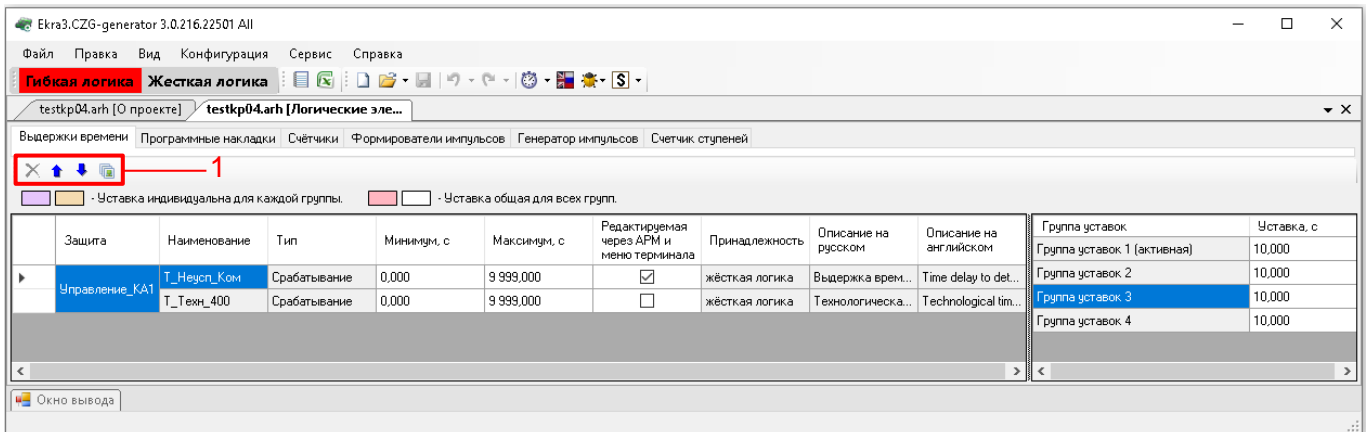 Ekra3.CZG-generator 3.0.216.22501 All
Файл Правка Вид Конфигурация Сервис Справка
Гибкая логика Жесткая логика
testkp04.arh [О проекте] testkp04.arh [Логические эле...
Выдержки времени Программные накладки Счётчики Формирователи импульсов Генератор импульсов Счетчик ступеней
1
- Уставка индивидуальна для каждой группы. - Уставка общая для всех групп.
Защита Наименование Тип Минимум, с Максимум, с Редактируемая через АРМ и меню терминала Принадлежность Описание на русском Описание на английском Группа уставок Уставка, с
Управление_КА1 Т_Неусп_Ком Срабатывание 0,000 9 999,000 жёсткая логика Выдержка врем... Time delay to det...
Т_Техн_400 Срабатывание 0,000 9 999,000 жёсткая логика Технологическа... Technological tim...
Группа уставок 1 (активная) 10,000
Группа уставок 2 10,000
Группа уставок 3 10,000
Группа уставок 4 10,000
Окно вывода